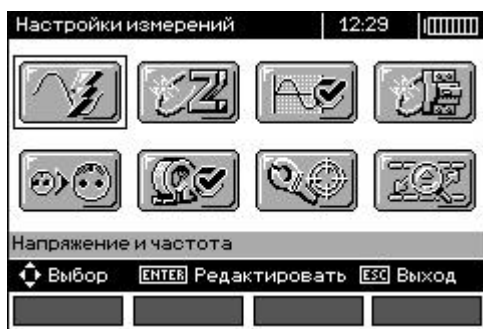 Настройки измерений 12:29
Напряжение и частота
Выбор ENTER Редактировать ESC Выход